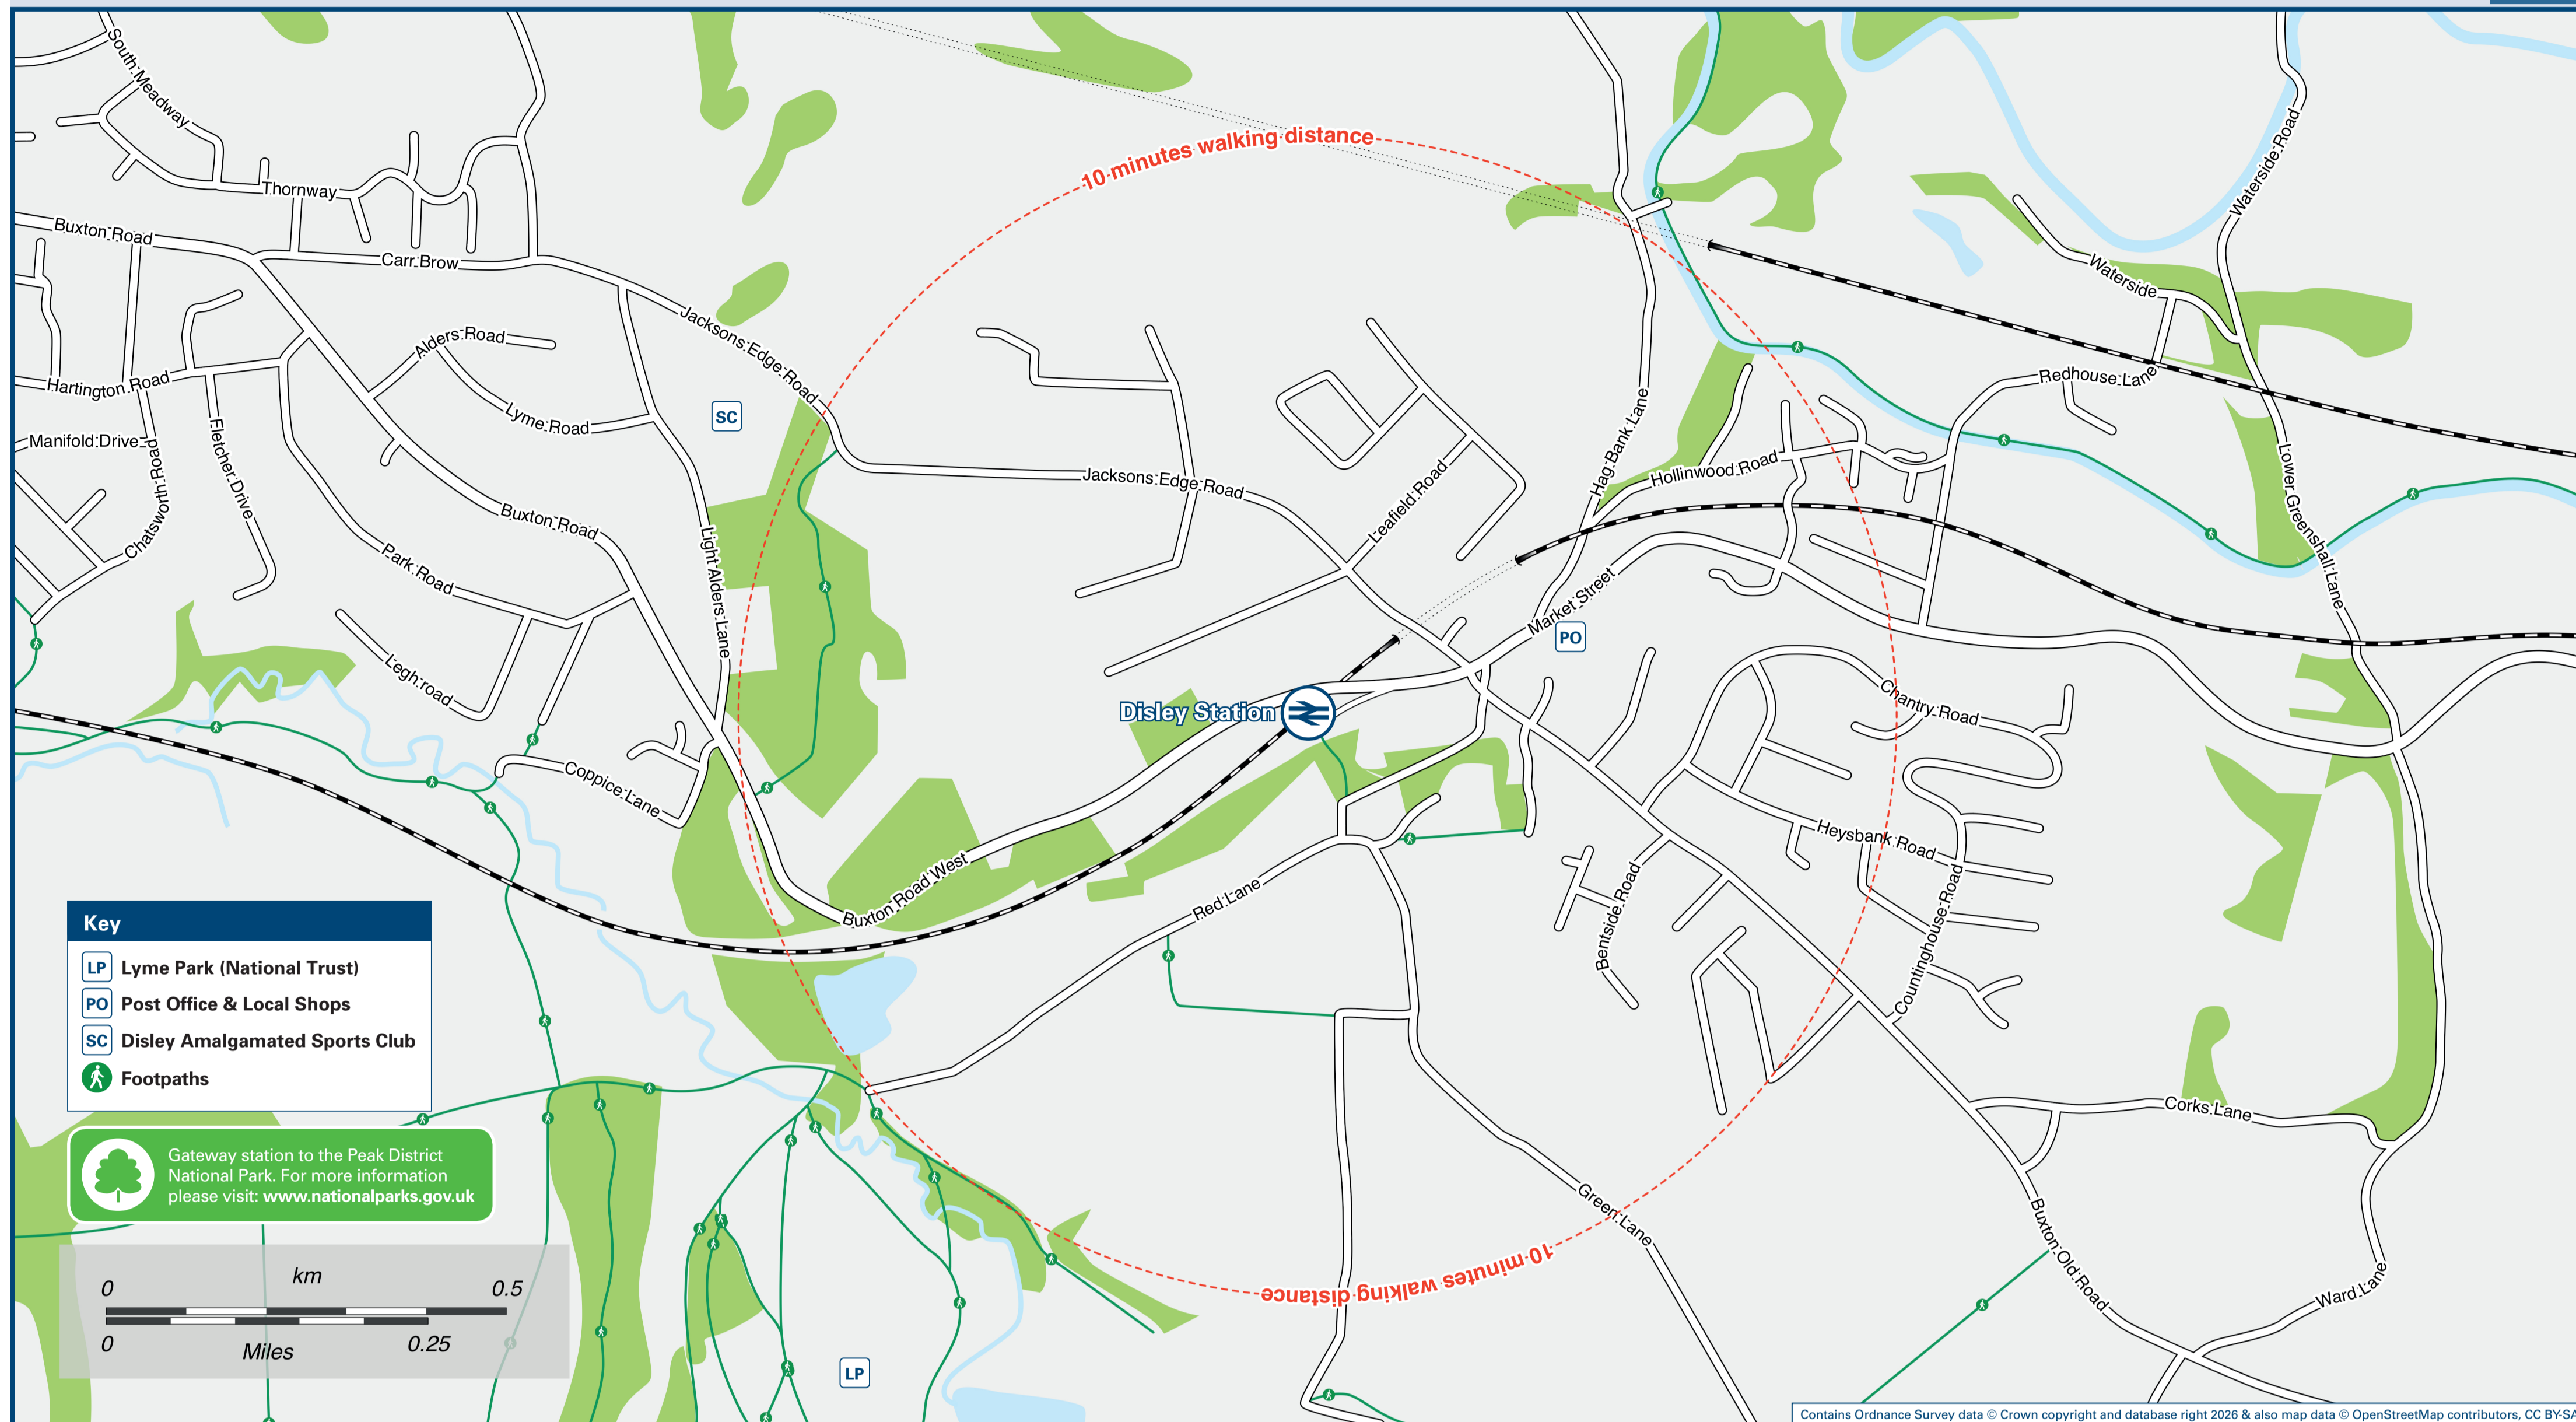 South Meadway
Thornway
Buxton Road
Carr Brow
Jacksons Edge Road
Alders Road
Lyme Road
Hartington Road
Manifold Drive
Chatsworth Road
Fletcher Drive
Buxton Road
Park Road
Light Alders Lane
Legh road
Coppice Lane
SC
10 minutes walking distance
Jacksons Edge Road
Leafield Road
Hag Bank Lane
Hollinwood Road
Market Street
PO
Disley Station
Buxton Road West
Red Lane
Waterside Road
Waterside
Redhouse Lane
Lower Greenshall Lane
Chantry Road
Heysbank Road
Bentside Road
Countinghouse Road
Corks Lane
Green Lane
Buxton Old Road
Ward Lane
10 minutes walking distance
LP
Key
LP Lyme Park (National Trust)
PO Post Office & Local Shops
SC Disley Amalgamated Sports Club
Footpaths
Gateway station to the Peak District
National Park. For more information
please visit: www.nationalparks.gov.uk
km
0 0.5
0 0.25
Miles
Contains Ordnance Survey data © Crown copyright and database right 2026 & also map data © OpenStreetMap contributors, CC BY-SA